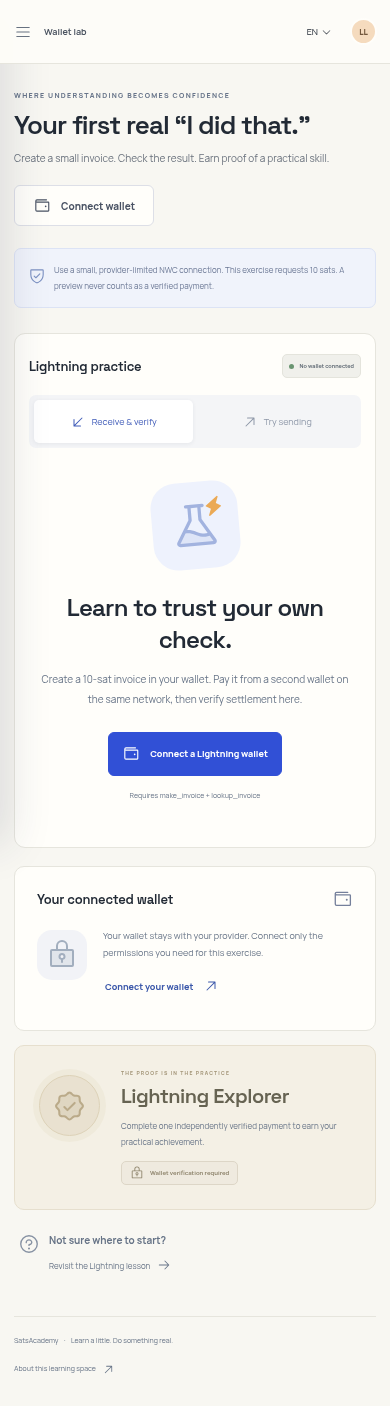 Wallet lab
EN
LL
WHERE UNDERSTANDING BECOMES CONFIDENCE
Your first real “I did that.”
Create a small invoice. Check the result. Earn proof of a practical skill.
Connect wallet
Use a small, provider-limited NWC connection. This exercise requests 10 sats. A
preview never counts as a verified payment.
Lightning practice
No wallet connected
Receive & verify
Try sending
Learn to trust your own
check.
Create a 10-sat invoice in your wallet. Pay it from a second wallet on
the same network, then verify settlement here.
Connect a Lightning wallet
Requires make_invoice + lookup_invoice
Your connected wallet
Your wallet stays with your provider. Connect only the
permissions you need for this exercise.
Connect your wallet
THE PROOF IS IN THE PRACTICE
Lightning Explorer
Complete one independently verified payment to earn your
practical achievement.
Wallet verification required
Not sure where to start?
Revisit the Lightning lesson
SatsAcademy · Learn a little. Do something real.
About this learning space